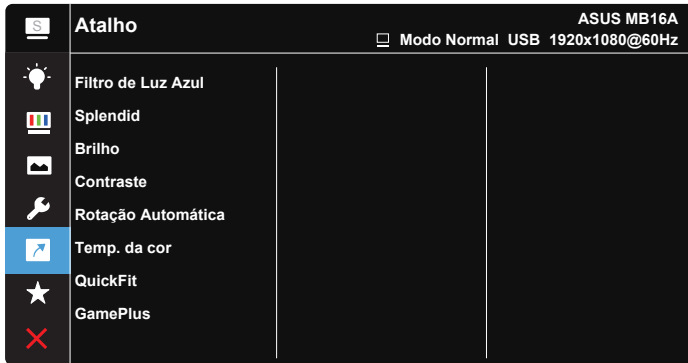 S
Atalho
ASUS MB16A
Modo Normal USB 1920x1080@60Hz
Filtro de Luz Azul
Splendid
Brilho
Contraste
Rotação Automática
Temp. da cor
QuickFit
GamePlus